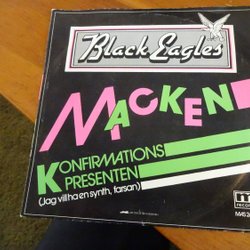 Black Eagles
MACKEN
KONFIRMATIONS
PRESENTEN
(Jag vill ha en synth, farsan)